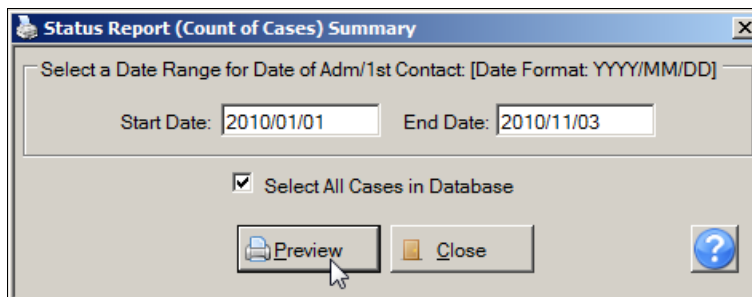 Status Report (Count of Cases) Summary
Select a Date Range for Date of Adm/1st Contact: [Date Format: YYYY/MM/DD]
Start Date: 2010/01/01 End Date: 2010/11/03
Select All Cases in Database
Preview Close ?